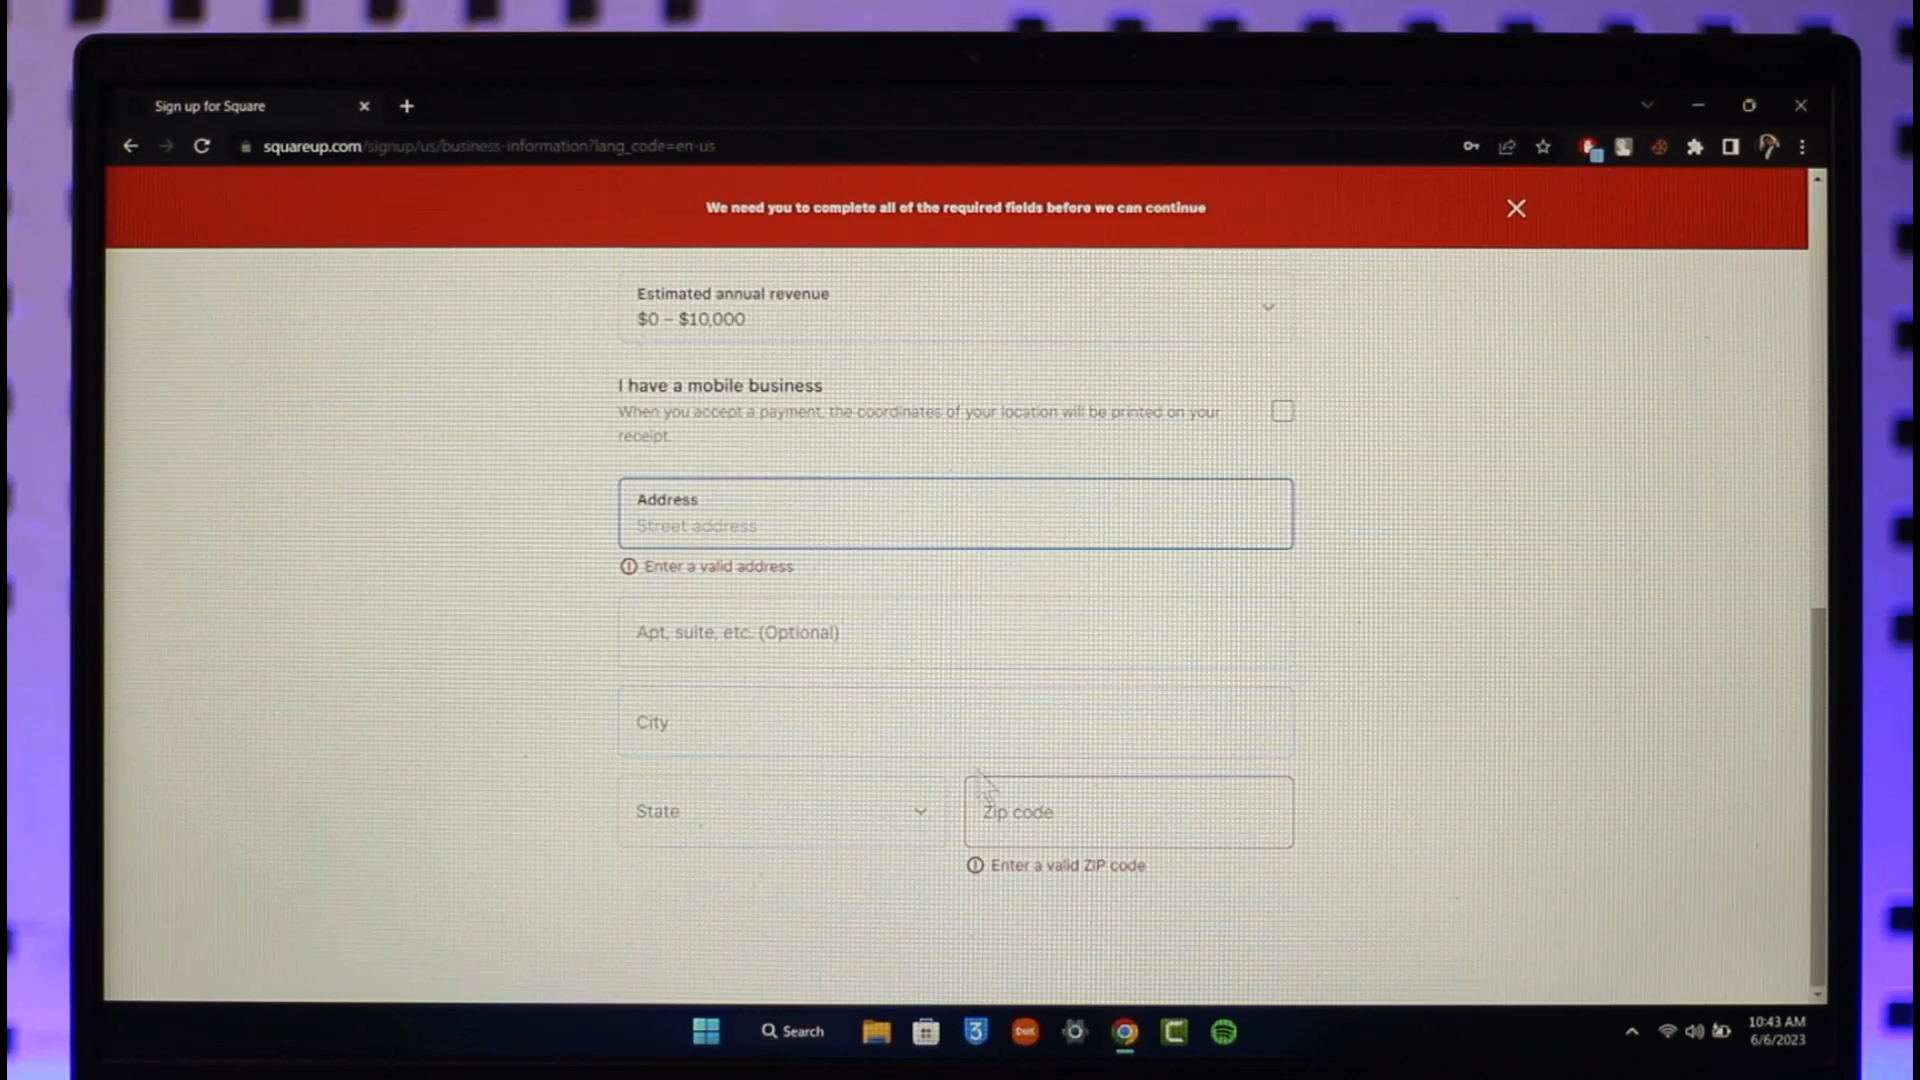 Sign up for Square
squareup.com/signup/us/business-information?lang_code=en-us
We need you to complete all of the required fields before we can continue
Estimated annual revenue
$0 – $10,000
I have a mobile business
When you accept a payment, the coordinates of your location will be printed on your
receipt.
Address
Street address
Enter a valid address
Apt, suite, etc. (Optional)
City
State
Zip code
Enter a valid ZIP code
Search
3
10:43 AM
6/6/2023